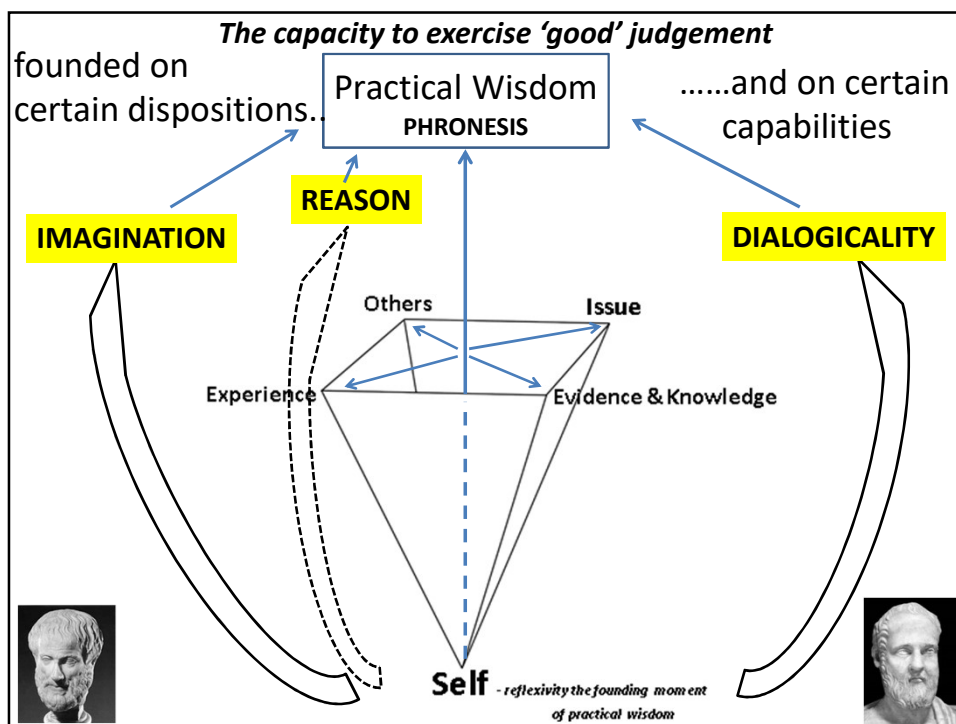 The capacity to exercise ‘good’ judgement
founded on
certain dispositions..
Practical Wisdom
PHRONESIS
……and on certain
capabilities
REASON
IMAGINATION
DIALOGICALITY
Others
Issue
Experience
Evidence & Knowledge
Self - reflexivity the founding moment
of practical wisdom